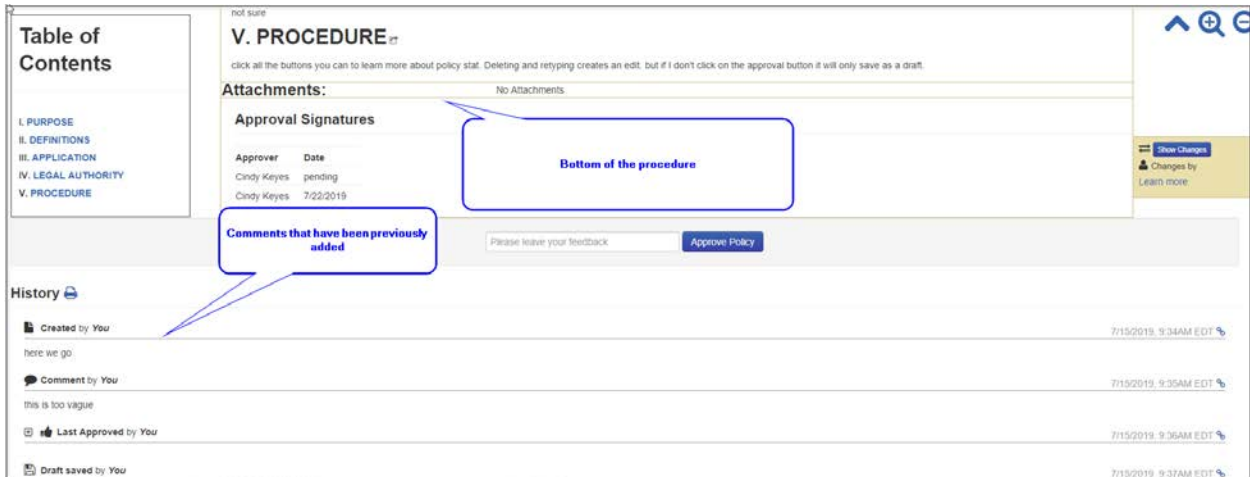 Table of
Contents
I. PURPOSE
II. DEFINITIONS
III. APPLICATION
IV. LEGAL AUTHORITY
V. PROCEDURE
not sure
V. PROCEDURE
click all the buttons you can to learn more about policy stat. Deleting and retyping creates an edit. but if I don't click on the approval button it will only save as a draft.
Attachments: No Attachments
Approval Signatures
Approver Date
Cindy Keyes pending
Cindy Keyes 7/22/2019
Bottom of the procedure
Show Changes
Changes by
Learn more
Comments that have been previously
added
Please leave your feedback Approve Policy
History
Created by You 7/15/2019, 9:34AM EDT
here we go
Comment by You 7/15/2019, 9:35AM EDT
this is too vague
Last Approved by You 7/15/2019, 9:36AM EDT
Draft saved by You 7/15/2019, 9:37AM EDT